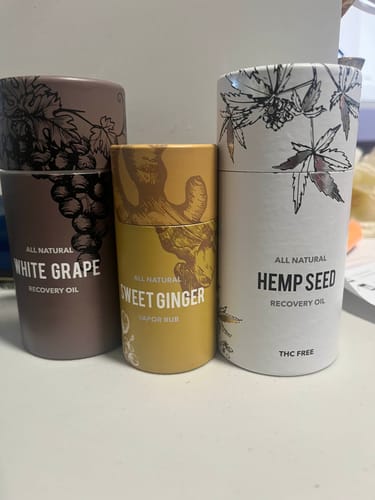 ALL NATURAL
WHITE GRAPE
RECOVERY OIL
ALL NATURAL
SWEET GINGER
VAPOR RUB
ALL NATURAL
HEMP SEED
RECOVERY OIL
THC FREE